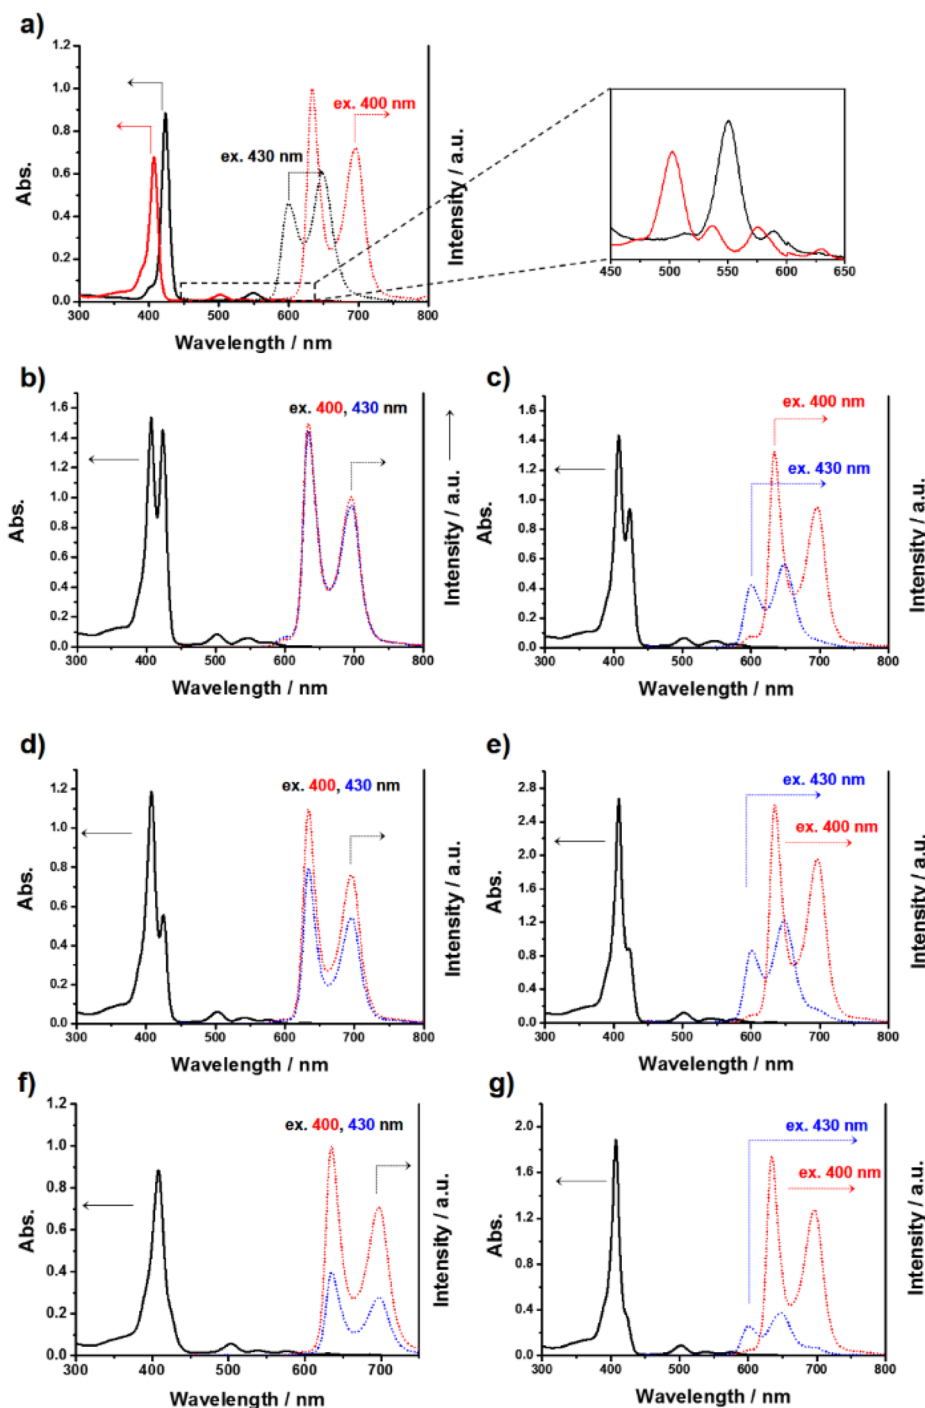 a)
1.2
1.0
0.8
0.6
0.4
0.2
0.0
Abs.
ex. 400 nm
ex. 430 nm
Intensity / a.u.
300 400 500 600 700 800
Wavelength / nm
450 500 550 600 650
b)
1.6
1.4
1.2
1.0
0.8
0.6
0.4
0.2
0.0
Abs.
ex. 400, 430 nm
Intensity / a.u.
300 400 500 600 700 800
Wavelength / nm
c)
1.6
1.4
1.2
1.0
0.8
0.6
0.4
0.2
0.0
Abs.
ex. 400 nm
ex. 430 nm
Intensity / a.u.
300 400 500 600 700 800
Wavelength / nm
d)
1.2
1.0
0.8
0.6
0.4
0.2
0.0
Abs.
ex. 400, 430 nm
Intensity / a.u.
300 400 500 600 700 800
Wavelength / nm
e)
2.8
2.4
2.0
1.6
1.2
0.8
0.4
0.0
Abs.
ex. 430 nm
ex. 400 nm
Intensity / a.u.
300 400 500 600 700 800
Wavelength / nm
f)
1.2
1.0
0.8
0.6
0.4
0.2
0.0
Abs.
ex. 400, 430 nm
Intensity / a.u.
300 400 500 600 700
Wavelength / nm
g)
2.0
1.6
1.2
0.8
0.4
0.0
Abs.
ex. 430 nm
ex. 400 nm
Intensity / a.u.
300 400 500 600 700 800
Wavelength / nm